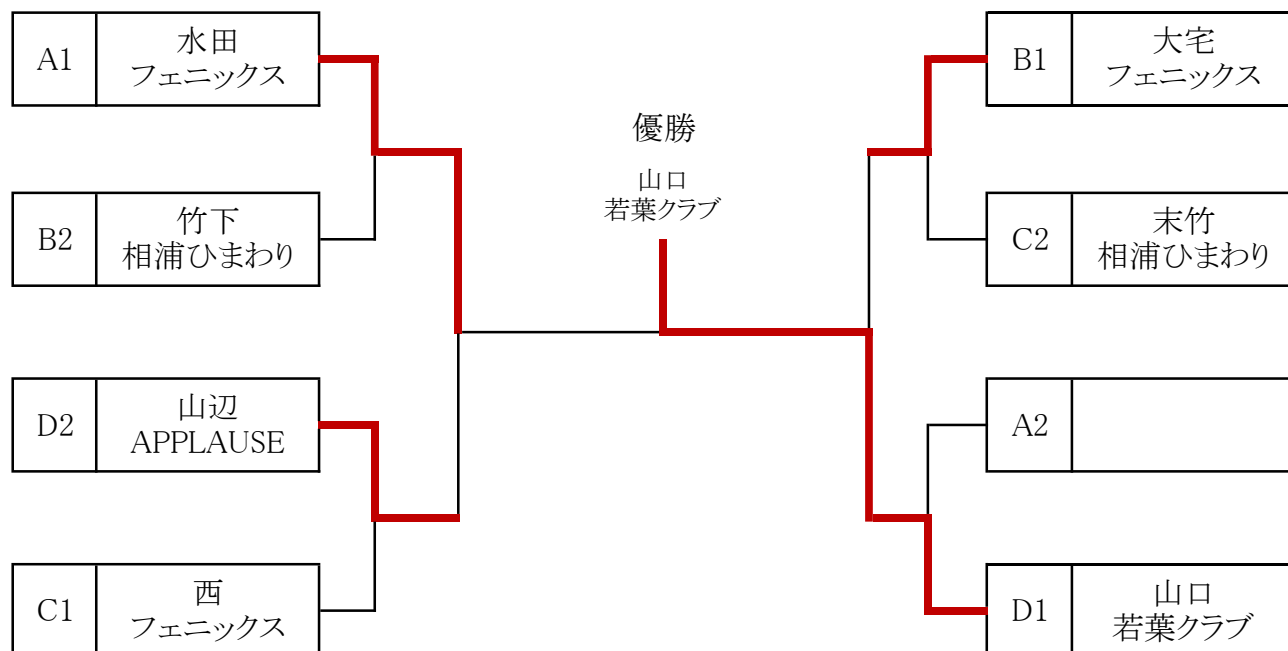 A1
水田
フェニックス
B2
竹下
相浦ひまわり
D2
山辺
APPLAUSE
C1
西
フェニックス
優勝
山口
若葉クラブ
B1
大宅
フェニックス
C2
末竹
相浦ひまわり
A2
D1
山口
若葉クラブ